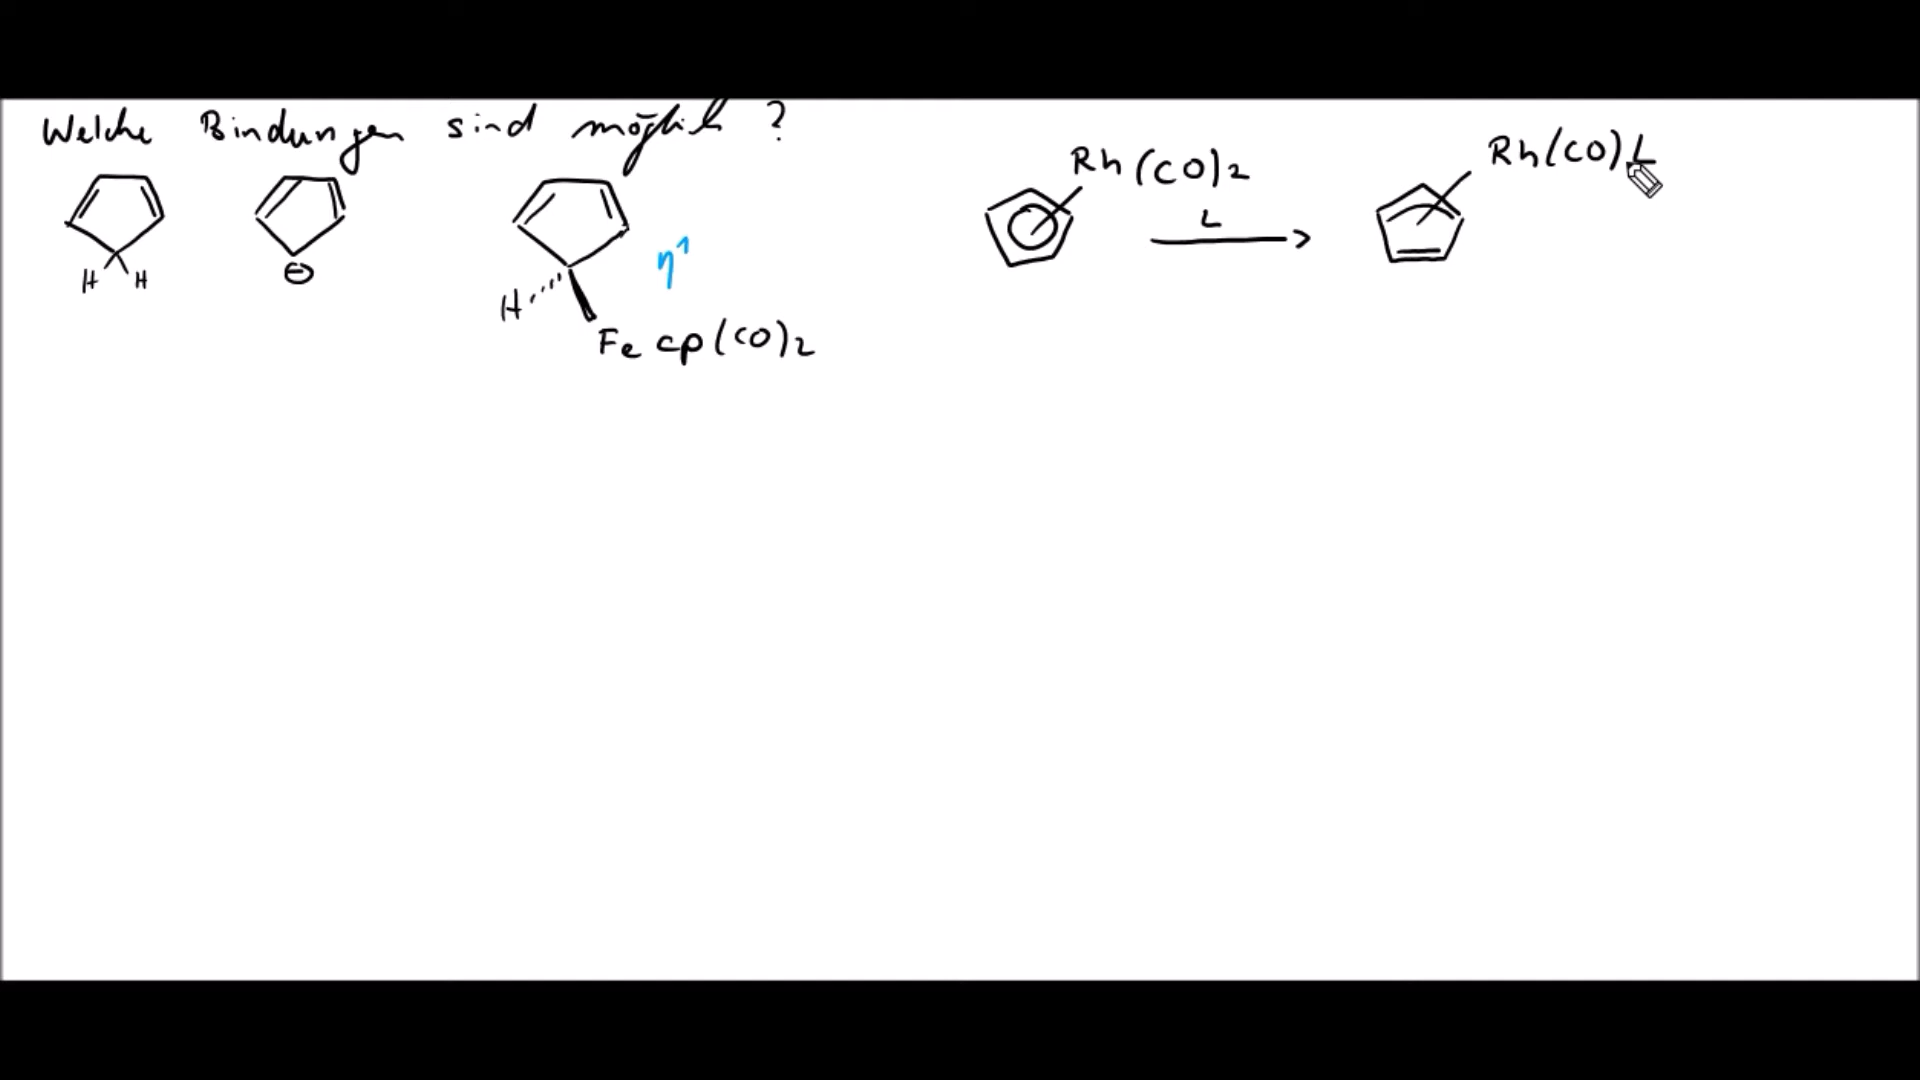 Welche Bindungen sind möglich ?
H H
⊖
H
η¹
Fe cp(CO)₂
Rh(CO)₂
L
Rh(CO)L